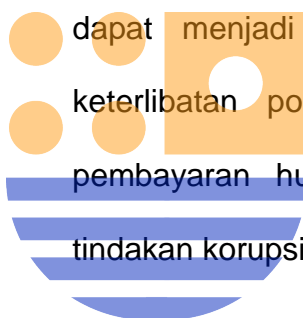 dapat menjadi
keterlibatan po
pembayaran hu
tindakan korupsi